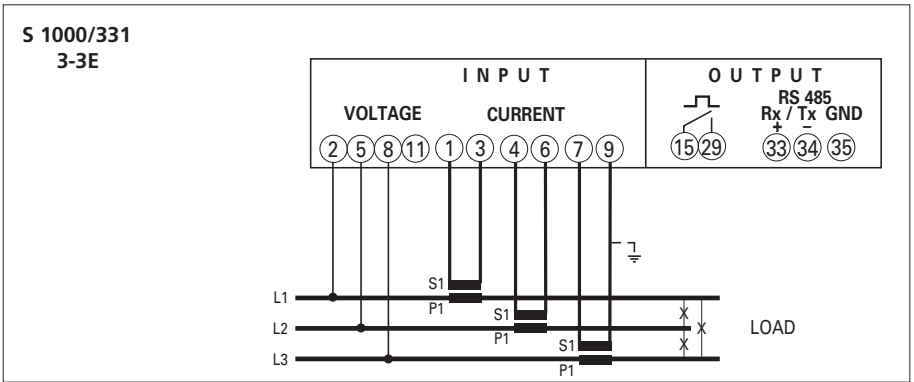 S 1000/331
3-3E
INPUT
OUTPUT
VOLTAGE
CURRENT
RS 485
Rx / Tx GND
+ –
2 5 8 11 1 3 4 6 7 9
15 29 33 34 35
S1
L1
P1
S1
L2
P1
X
X
X
LOAD
S1
L3
P1